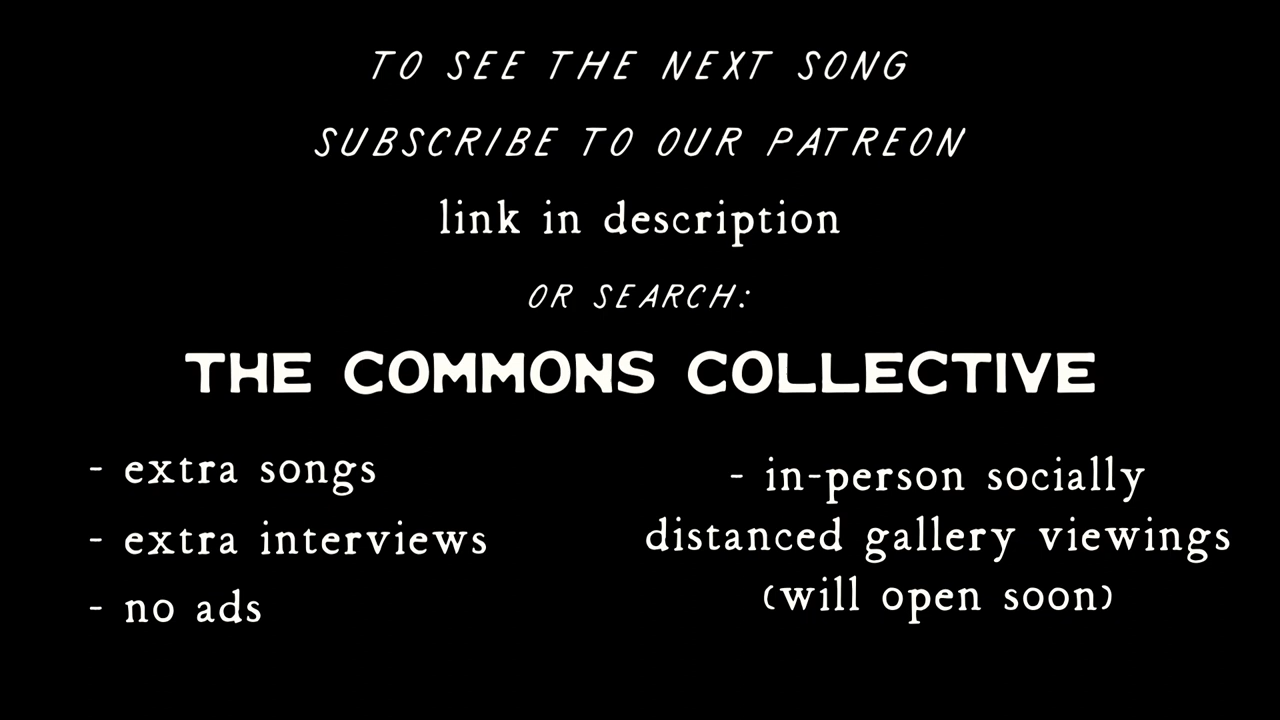 TO SEE THE NEXT SONG
SUBSCRIBE TO OUR PATREON
link in description
OR SEARCH:
THE COMMONS COLLECTIVE
- extra songs
- extra interviews
- no ads
- in-person socially
distanced gallery viewings
(will open soon)